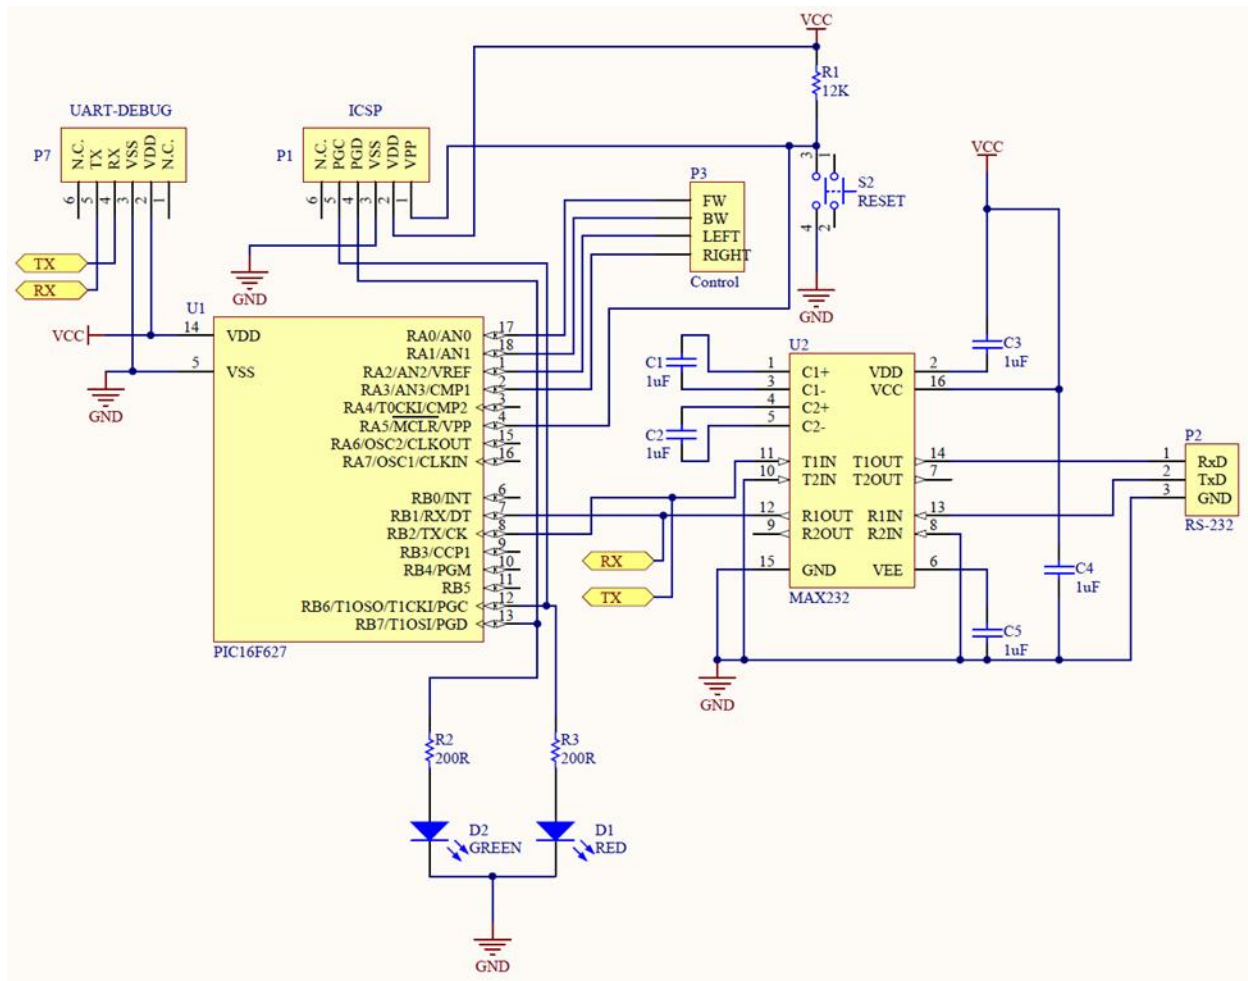 VCC
R1
12K
UART-DEBUG
P7
N.C.
TX
RX
VSS
VDD
N.C.
6 5 4 3 2 1
ICSP
P1
N.C.
PGC
PGD
VSS
VDD
VPP
6 5 4 3 2 1
3 1
4 2
S2
RESET
GND
P3
FW
BW
LEFT
RIGHT
Control
VCC
TX
RX
GND
VCC
GND
U1
14 VDD
5 VSS
RA0/AN0 17
RA1/AN1 18
RA2/AN2/VREF 1
RA3/AN3/CMP1 2
RA4/T0CKI/CMP2 3
RA5/MCLR/VPP 4
RA6/OSC2/CLKOUT 15
RA7/OSC1/CLKIN 16
RB0/INT 6
RB1/RX/DT 7
RB2/TX/CK 8
RB3/CCP1 9
RB4/PGM 10
RB5 11
RB6/T1OSO/T1CKI/PGC 12
RB7/T1OSI/PGD 13
PIC16F627
C1
1uF
C2
1uF
U2
1 C1+ VDD 2
3 C1- VCC 16
4 C2+
5 C2-
11 T1IN T1OUT 14
10 T2IN T2OUT 7
12 R1OUT R1IN 13
9 R2OUT R2IN 8
15 GND VEE 6
MAX232
C3
1uF
P2
1 RxD
2 TxD
3 GND
RS-232
RX
TX
C4
1uF
C5
1uF
GND
R2
200R
R3
200R
D2
GREEN
D1
RED
GND